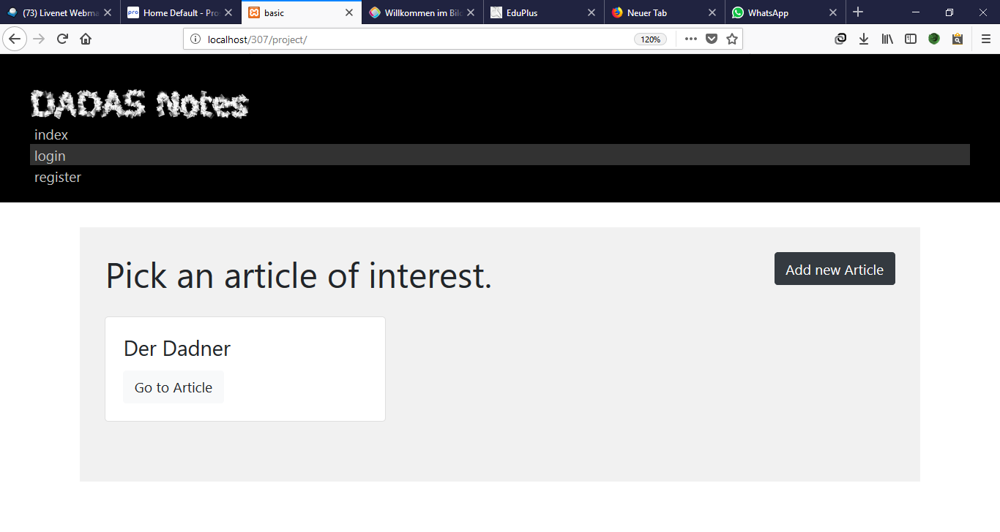 (73) Livenet Webma
Home Default - Pro
basic
Willkommen im Bil
EduPlus
Neuer Tab
WhatsApp
localhost/307/project/
120%
DADAS Notes
index
login
register
Pick an article of interest.
Add new Article
Der Dadner
Go to Article